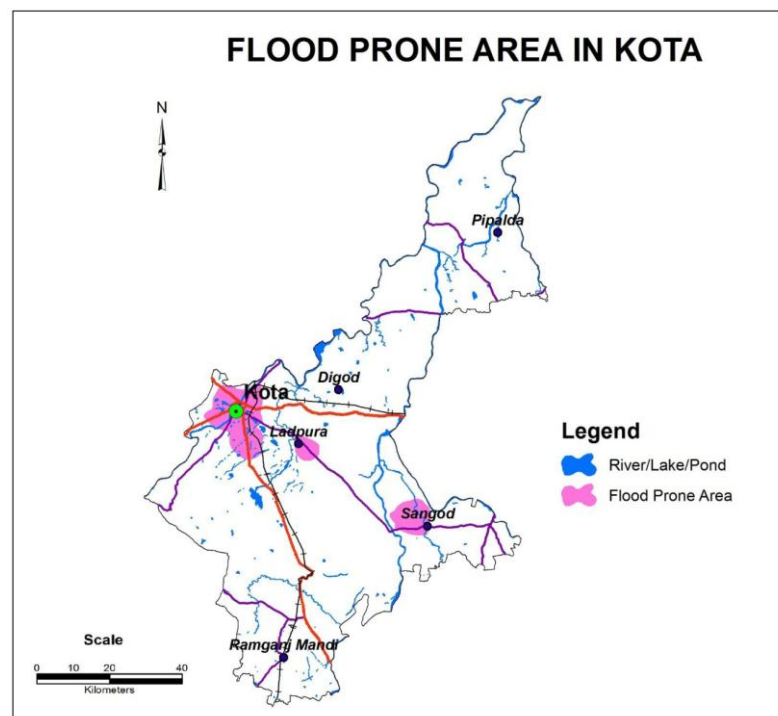 FLOOD PRONE AREA IN KOTA
N
Pipalda
Digod
Kota
Ladpura
Legend
River/Lake/Pond
Flood Prone Area
Sangod
Scale
Ramganj Mandi
0 10 20 40
Kilometers